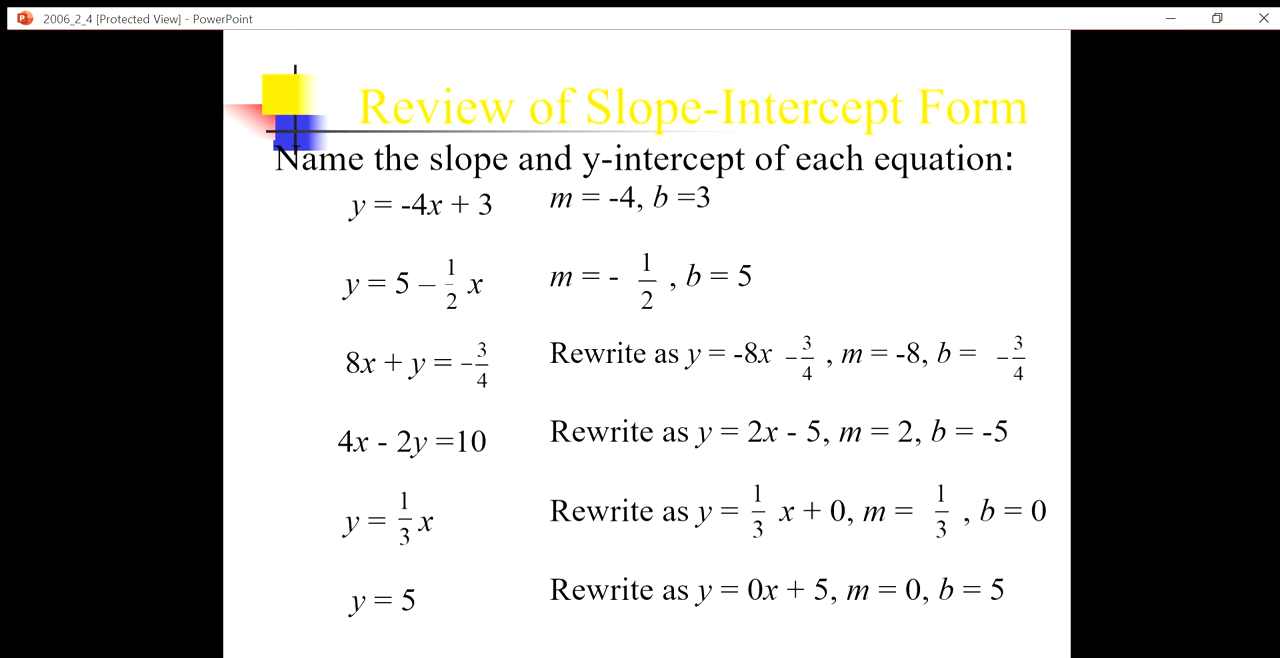 2006_2_4 [Protected View] - PowerPoint
Review of Slope-Intercept Form
Name the slope and y-intercept of each equation:
y = -4x + 3 m = -4, b =3
y = 5 – 1/2 x m = - 1/2 , b = 5
8x + y = –3/4 Rewrite as y = -8x –3/4 , m = -8, b = –3/4
4x - 2y =10 Rewrite as y = 2x - 5, m = 2, b = -5
y = 1/3 x Rewrite as y = 1/3 x + 0, m = 1/3 , b = 0
y = 5 Rewrite as y = 0x + 5, m = 0, b = 5